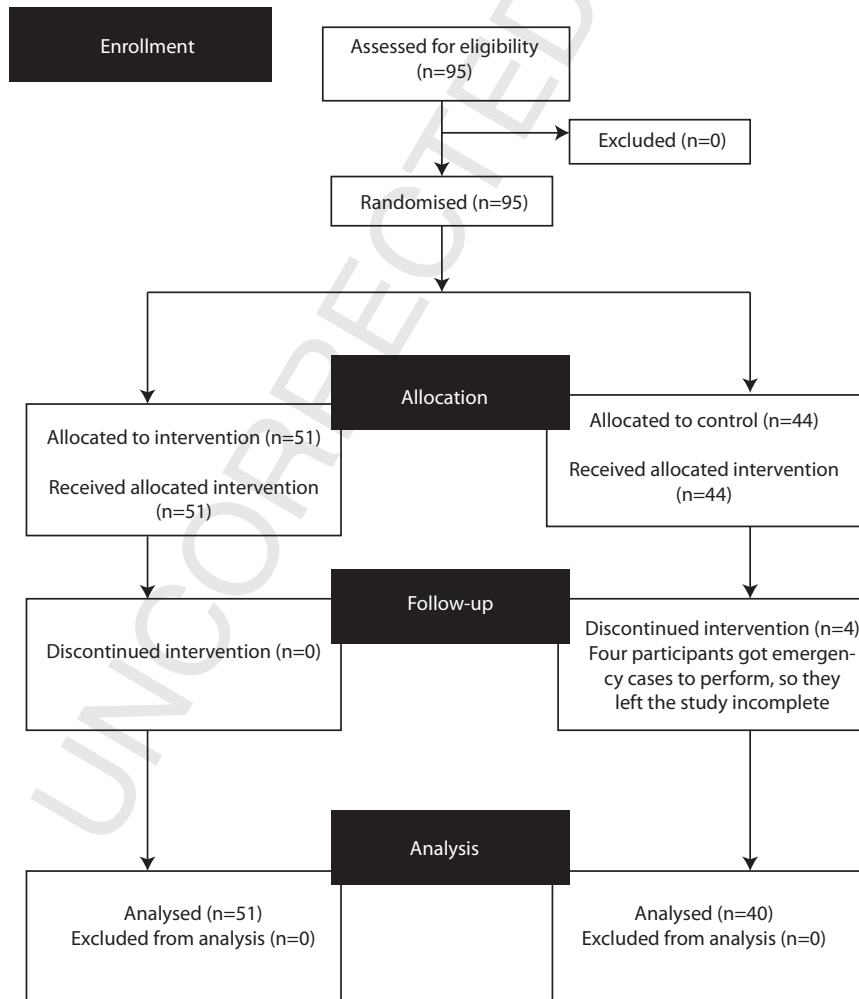 Enrollment
Assessed for eligibility
(n=95)
Excluded (n=0)
Randomised (n=95)
Allocation
Allocated to intervention (n=51)
Received allocated intervention
(n=51)
Allocated to control (n=44)
Received allocated intervention
(n=44)
Follow-up
Discontinued intervention (n=0)
Discontinued intervention (n=4)
Four participants got emergen-
cy cases to perform, so they
left the study incomplete
Analysis
Analysed (n=51)
Excluded from analysis (n=0)
Analysed (n=40)
Excluded from analysis (n=0)
UNCORRECTED